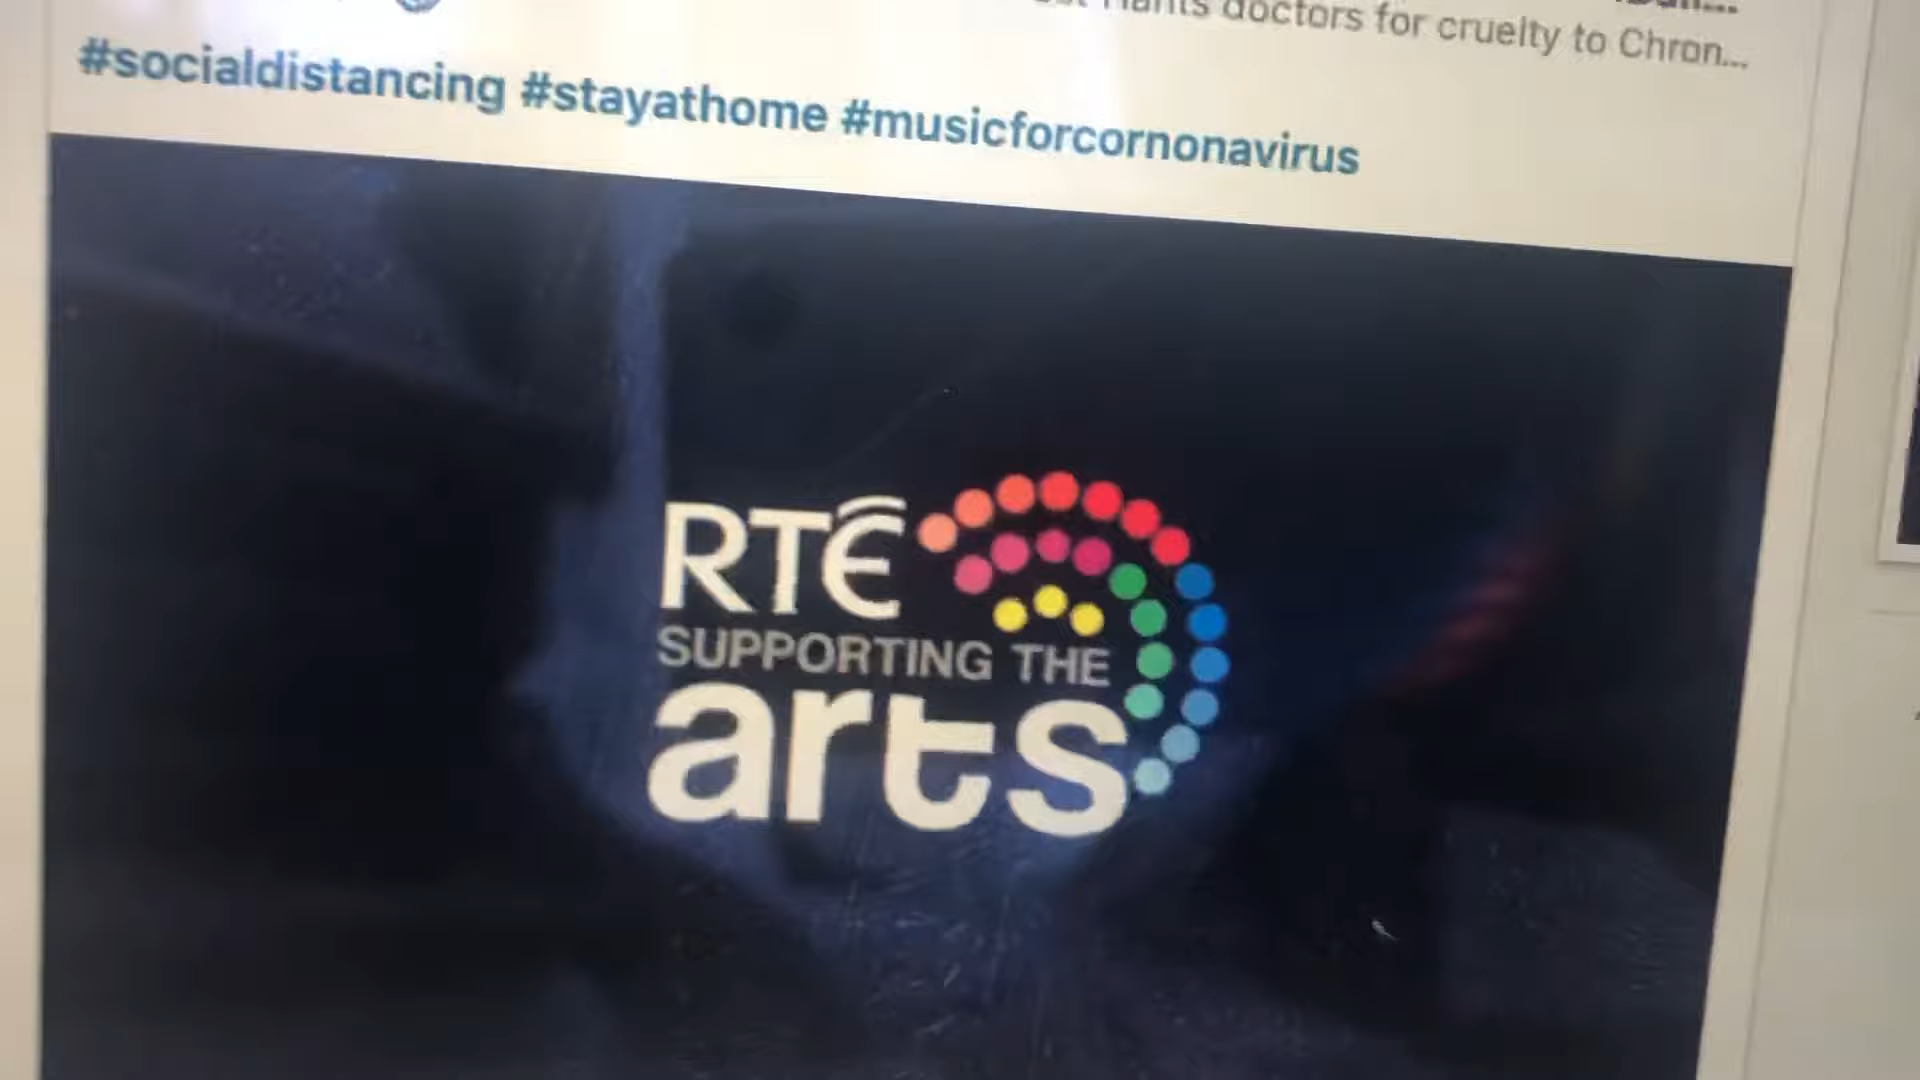 doctors for cruelty to Chron...
#socialdistancing #stayathome #musicforcornonavirus
RTÉ
SUPPORTING THE
arts